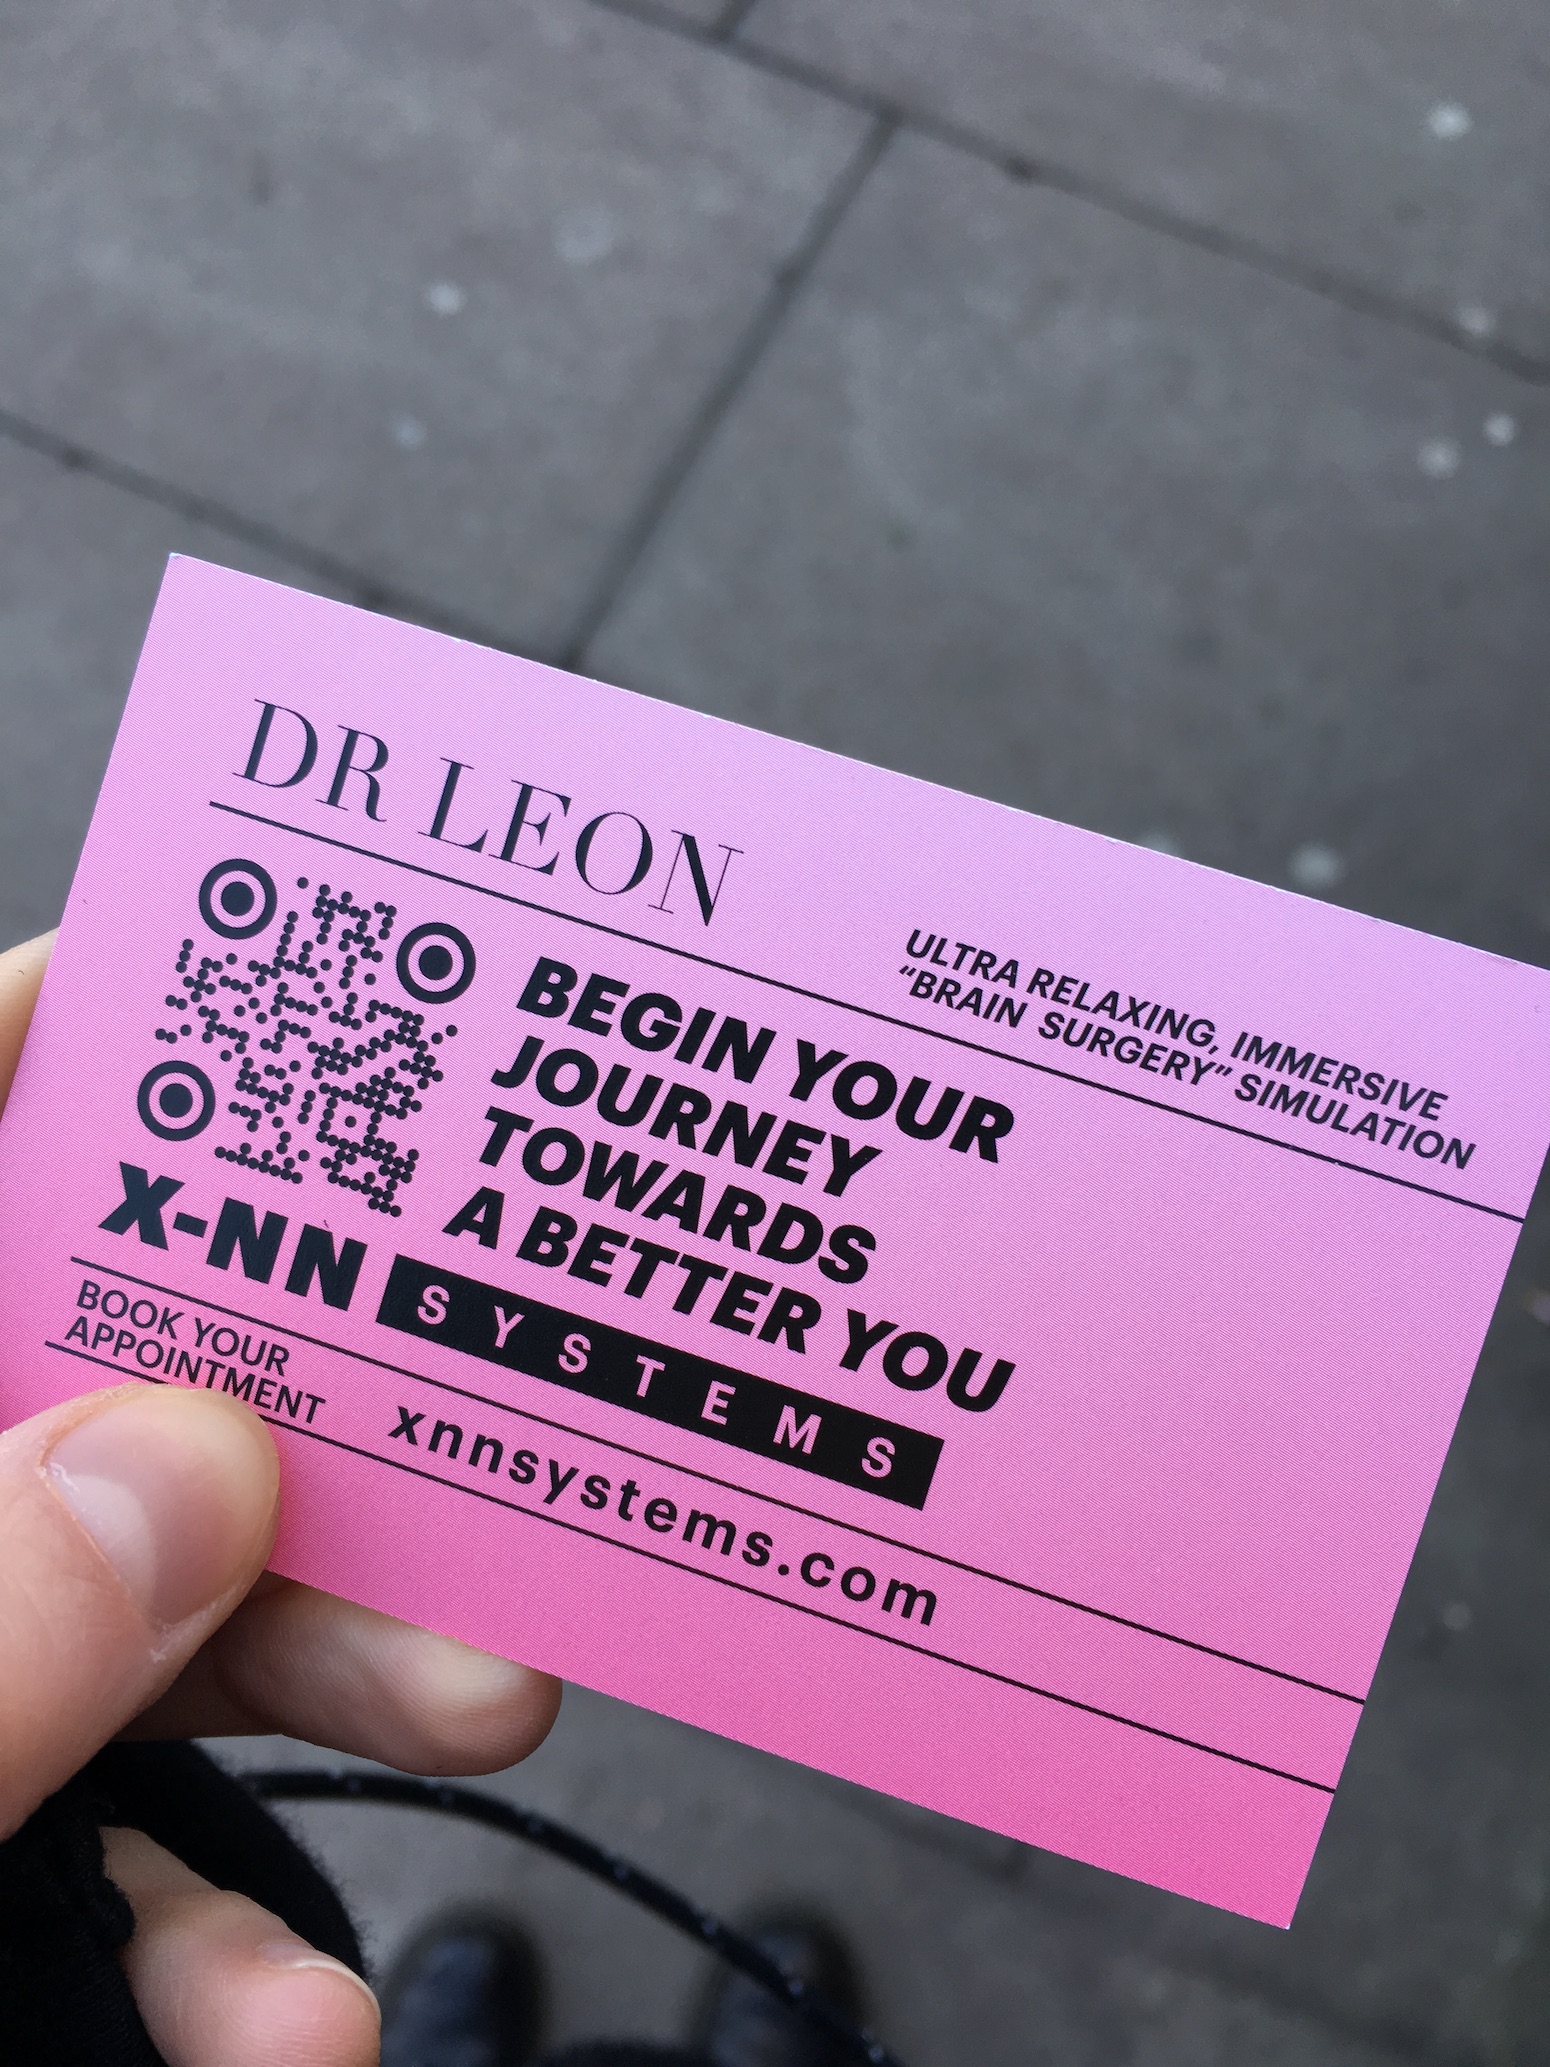 DR LEON
ULTRA RELAXING, IMMERSIVE
“BRAIN SURGERY” SIMULATION
BEGIN YOUR
JOURNEY
TOWARDS
A BETTER YOU
X-NN SYSTEMS
BOOK YOUR
APPOINTMENT
xnnsystems.com